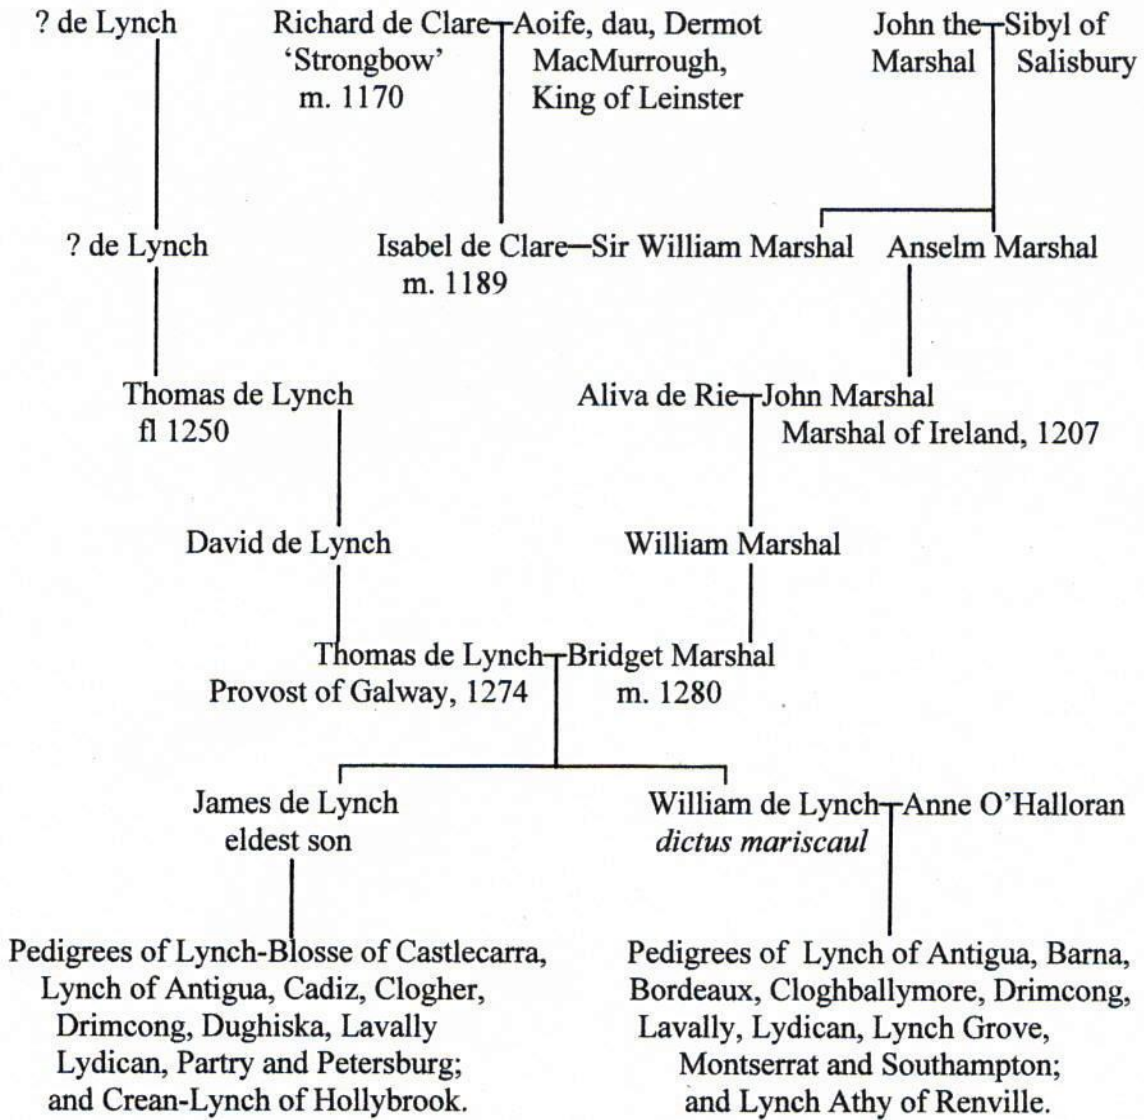 ? de Lynch
Richard de Clare Aoife, dau, Dermot
'Strongbow' MacMurrough,
m. 1170 King of Leinster
John the Sibyl of
Marshal Salisbury
? de Lynch
Isabel de Clare—Sir William Marshal
m. 1189
Anselm Marshal
Thomas de Lynch
fl 1250
Aliva de Rie John Marshal
Marshal of Ireland, 1207
David de Lynch
William Marshal
Thomas de Lynch Bridget Marshal
Provost of Galway, 1274 m. 1280
James de Lynch
eldest son
William de Lynch Anne O'Halloran
dictus mariscaul
Pedigrees of Lynch-Blosse of Castlecarra,
Lynch of Antigua, Cadiz, Clogher,
Drimcong, Dughiska, Lavally
Lydican, Partry and Petersburg;
and Crean-Lynch of Hollybrook.
Pedigrees of Lynch of Antigua, Barna,
Bordeaux, Cloghballymore, Drimcong,
Lavally, Lydican, Lynch Grove,
Montserrat and Southampton;
and Lynch Athy of Renville.